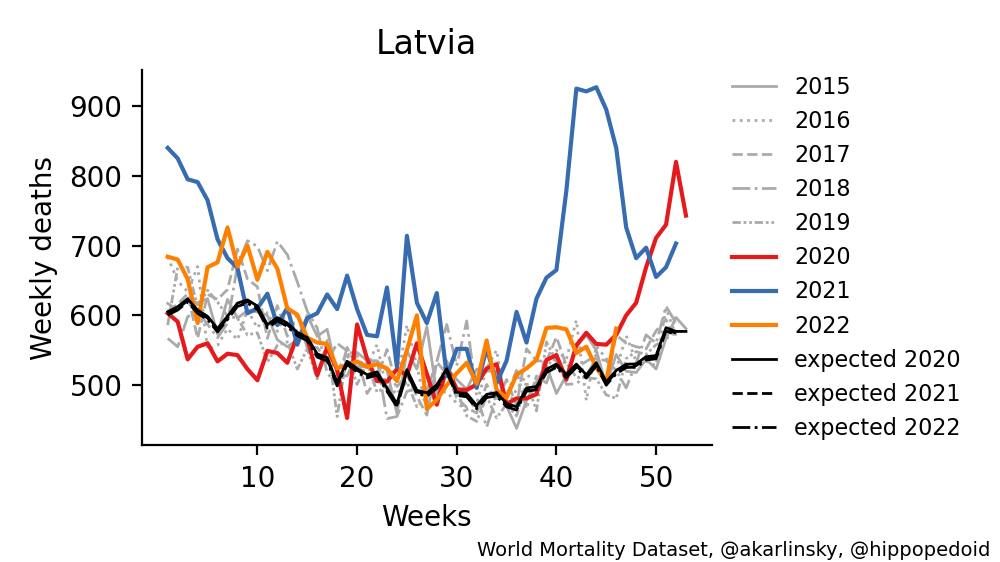 Latvia
Weekly deaths
900
800
700
600
500
10 20 30 40 50
Weeks
2015
2016
2017
2018
2019
2020
2021
2022
expected 2020
expected 2021
expected 2022
World Mortality Dataset, @akarlinsky, @hippopedoid